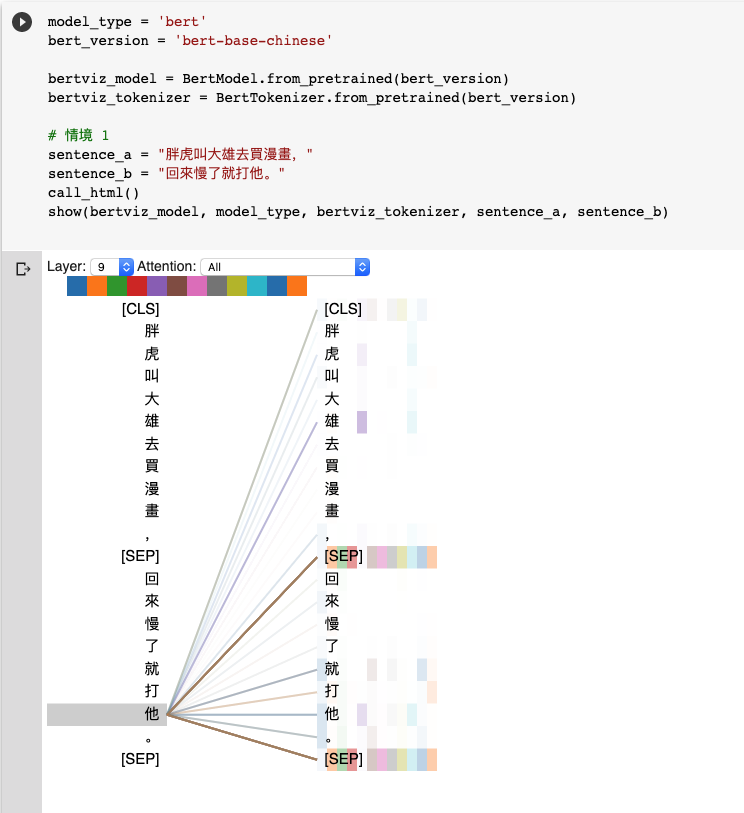 model_type = 'bert'
bert_version = 'bert-base-chinese'
bertviz_model = BertModel.from_pretrained(bert_version)
bertviz_tokenizer = BertTokenizer.from_pretrained(bert_version)
# 情境 1
sentence_a = "胖虎叫大雄去買漫畫，"
sentence_b = "回來慢了就打他。"
call_html()
show(bertviz_model, model_type, bertviz_tokenizer, sentence_a, sentence_b)
Layer: 9 Attention: All
[CLS] [CLS]
胖 胖
虎 虎
叫 叫
大 大
雄 雄
去 去
買 買
漫 漫
畫 畫
， ，
[SEP] [SEP]
回 回
來 來
慢 慢
了 了
就 就
打 打
他 他
。 。
[SEP] [SEP]